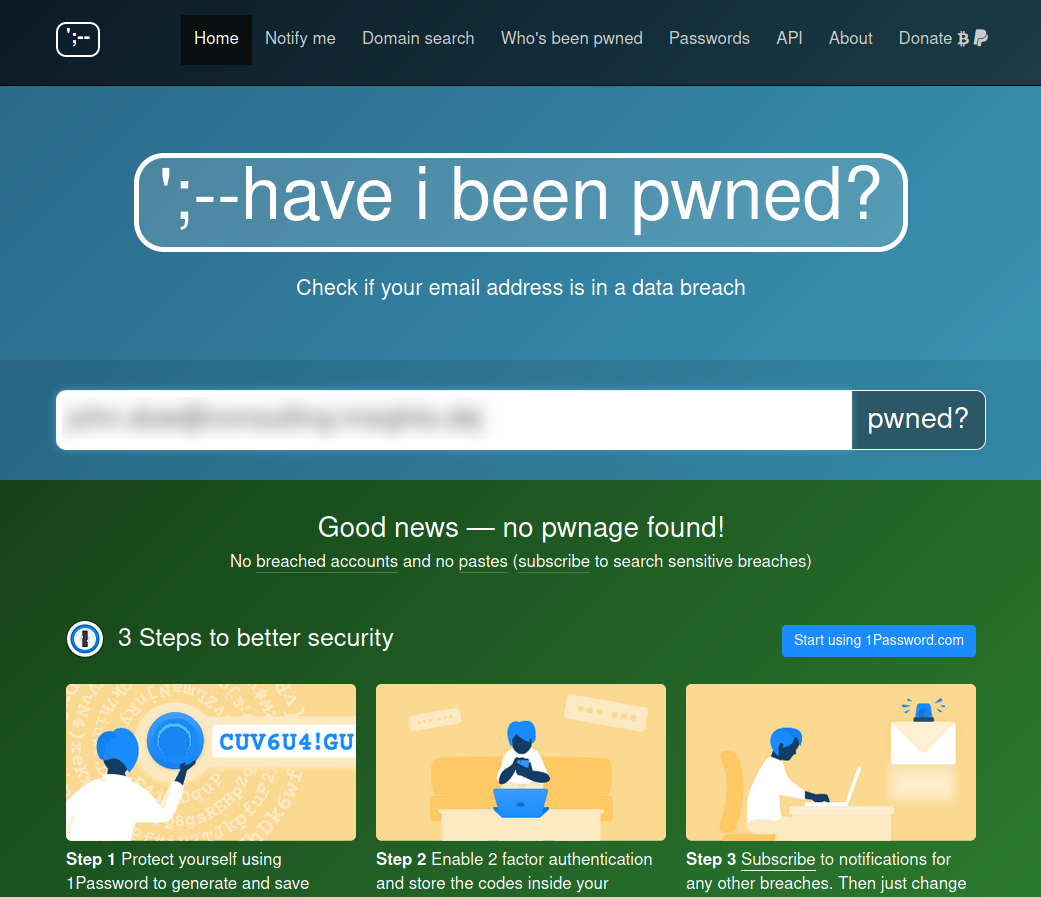 ';--
Home Notify me Domain search Who's been pwned Passwords API About Donate
';--have i been pwned?
Check if your email address is in a data breach
pwned?
Good news — no pwnage found!
No breached accounts and no pastes (subscribe to search sensitive breaches)
3 Steps to better security
Start using 1Password.com
CUV6U4!GU
Step 1 Protect yourself using
1Password to generate and save
Step 2 Enable 2 factor authentication
and store the codes inside your
Step 3 Subscribe to notifications for
any other breaches. Then just change